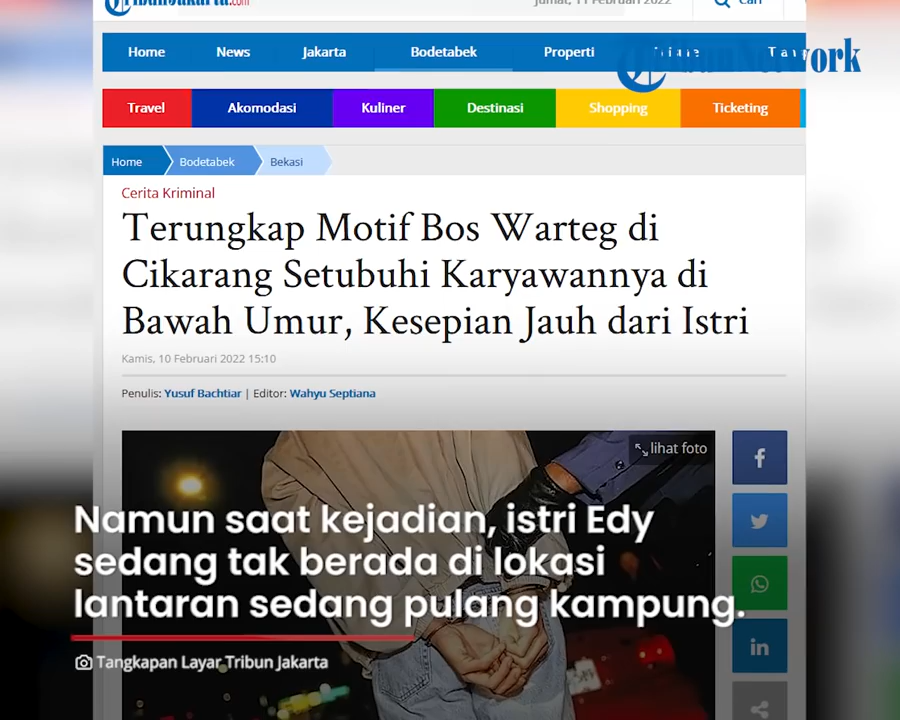 TribunJakarta.com
Jumat, 11 Februari 2022
Cari
Home News Jakarta Bodetabek Properti
TribunNetwork
Travel Akomodasi Kuliner Destinasi Shopping Ticketing
Home Bodetabek Bekasi
Cerita Kriminal
Terungkap Motif Bos Warteg di
Cikarang Setubuhi Karyawannya di
Bawah Umur, Kesepian Jauh dari Istri
Kamis, 10 Februari 2022 15:10
Penulis: Yusuf Bachtiar | Editor: Wahyu Septiana
lihat foto
Namun saat kejadian, istri Edy
sedang tak berada di lokasi
lantaran sedang pulang kampung.
Tangkapan Layar Tribun Jakarta